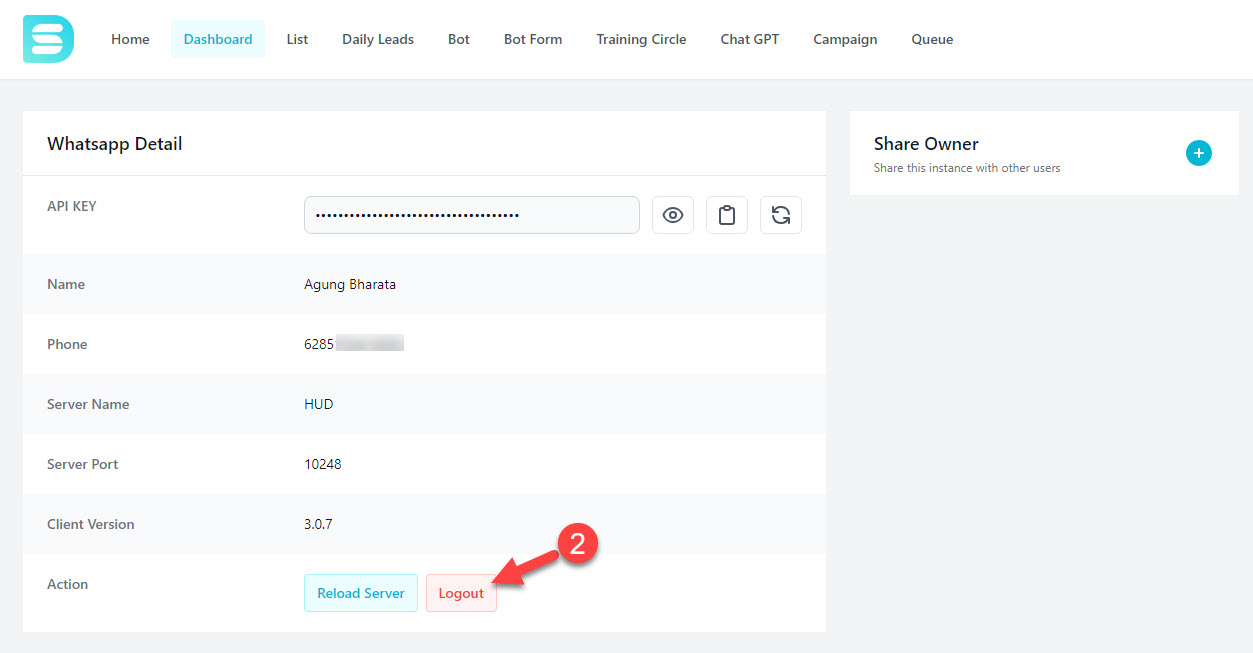 Home Dashboard List Daily Leads Bot Bot Form Training Circle Chat GPT Campaign Queue
Whatsapp Detail
API KEY ••••••••••••••••••••••••••••••••••••
Name Agung Bharata
Phone 6285
Server Name HUD
Server Port 10248
Client Version 3.0.7
2
Action Reload Server Logout
Share Owner
Share this instance with other users